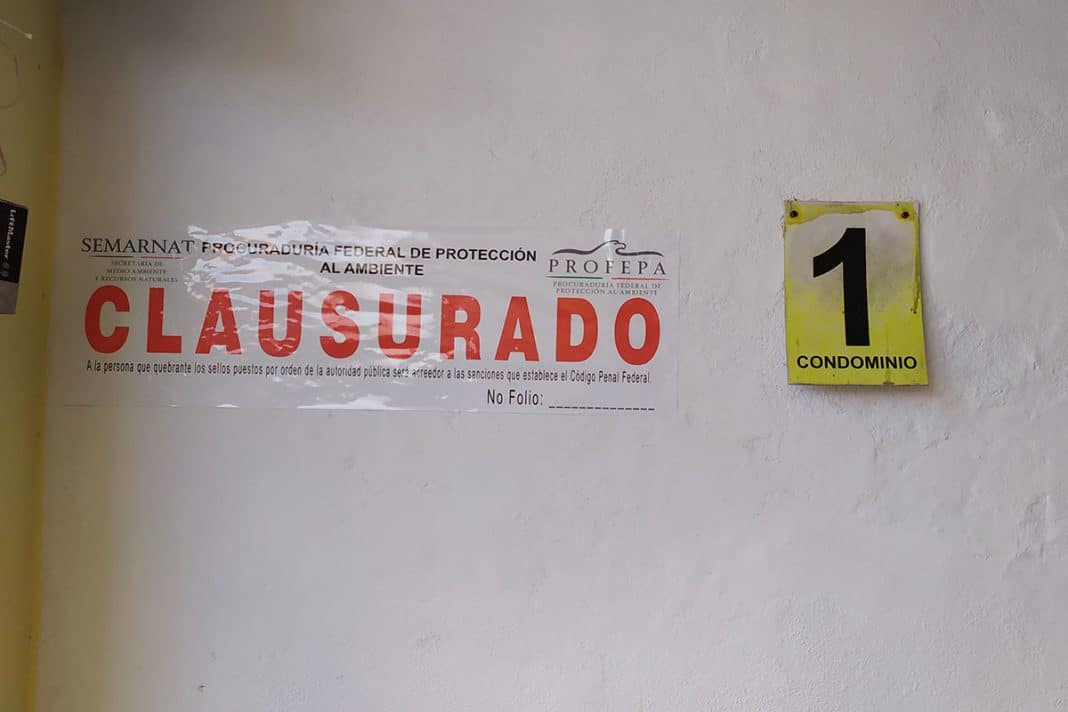 SEMARNAT
SECRETARÍA DE
MEDIO AMBIENTE
Y RECURSOS NATURALES
PROCURADURÍA FEDERAL DE PROTECCIÓN
AL AMBIENTE
PROFEPA
PROCURADURÍA FEDERAL DE
PROTECCIÓN AL AMBIENTE
CLAUSURADO
A la persona que quebrante los sellos puestos por orden de la autoridad pública será acreedor a las sanciones que establece el Código Penal Federal.
No Folio: _______________
1
CONDOMINIO
LiftMaster